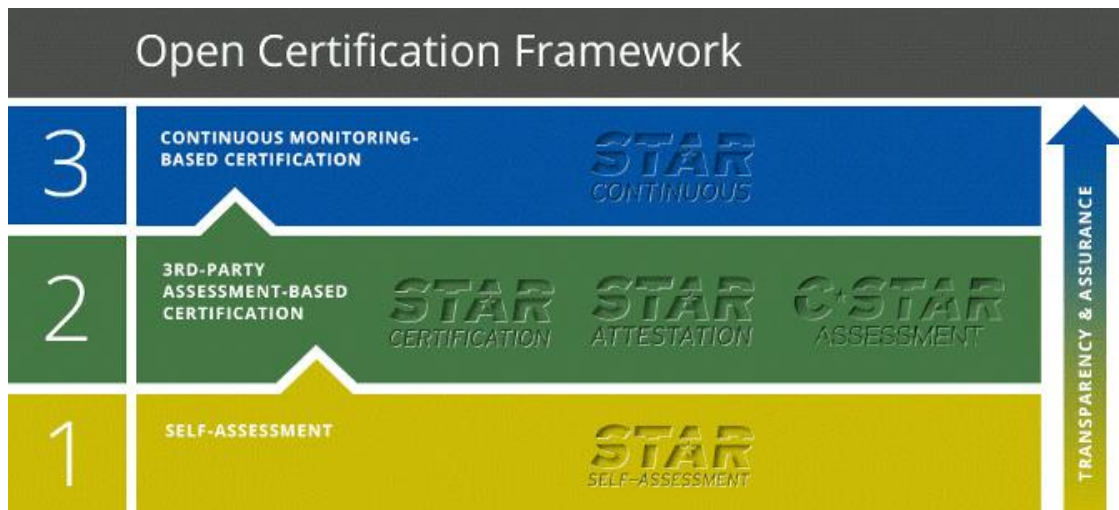 Open Certification Framework
3
CONTINUOUS MONITORING-
BASED CERTIFICATION
STAR
CONTINUOUS
2
3RD-PARTY
ASSESSMENT-BASED
CERTIFICATION
STAR
CERTIFICATION
STAR
ATTESTATION
C★STAR
ASSESSMENT
1
SELF-ASSESSMENT
STAR
SELF-ASSESSMENT
TRANSPARENCY & ASSURANCE